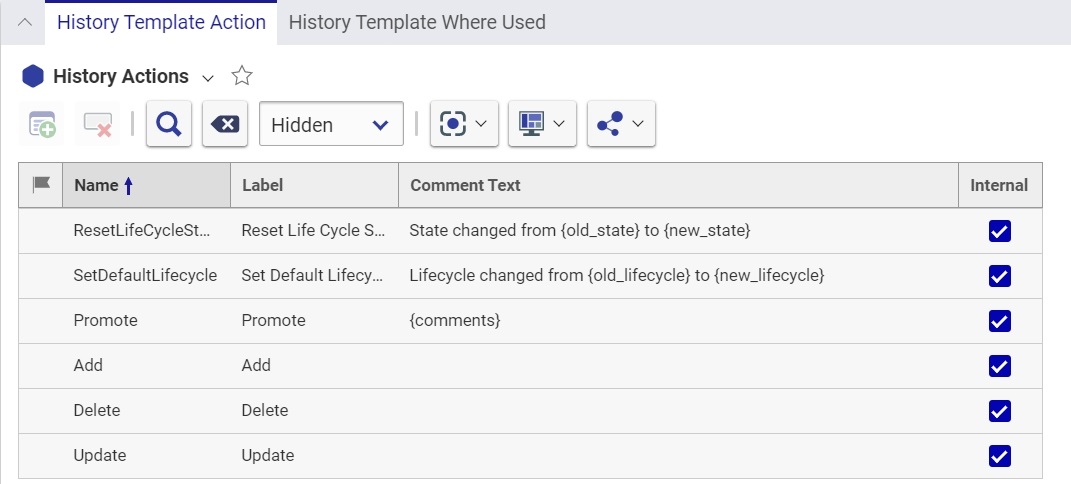 History Template Action History Template Where Used
History Actions
Hidden
Name Label Comment Text Internal
ResetLifeCycleSt... Reset Life Cycle S... State changed from {old_state} to {new_state}
SetDefaultLifecycle Set Default Lifecy... Lifecycle changed from {old_lifecycle} to {new_lifecycle}
Promote Promote {comments}
Add Add
Delete Delete
Update Update